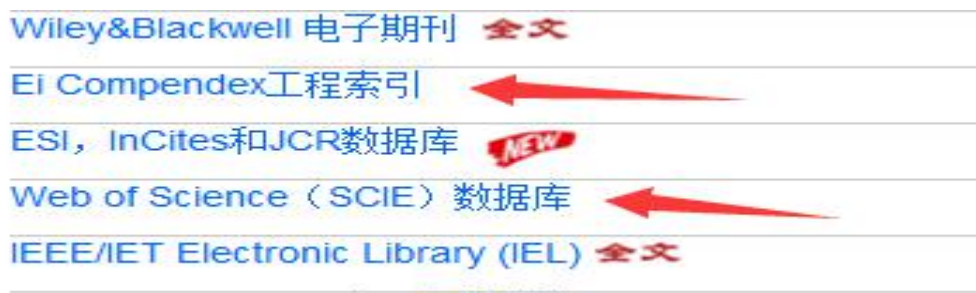 Wiley&Blackwell 电子期刊 全文
Ei Compendex工程索引
ESI，InCites和JCR数据库 NEW
Web of Science（SCIE）数据库
IEEE/IET Electronic Library (IEL) 全文